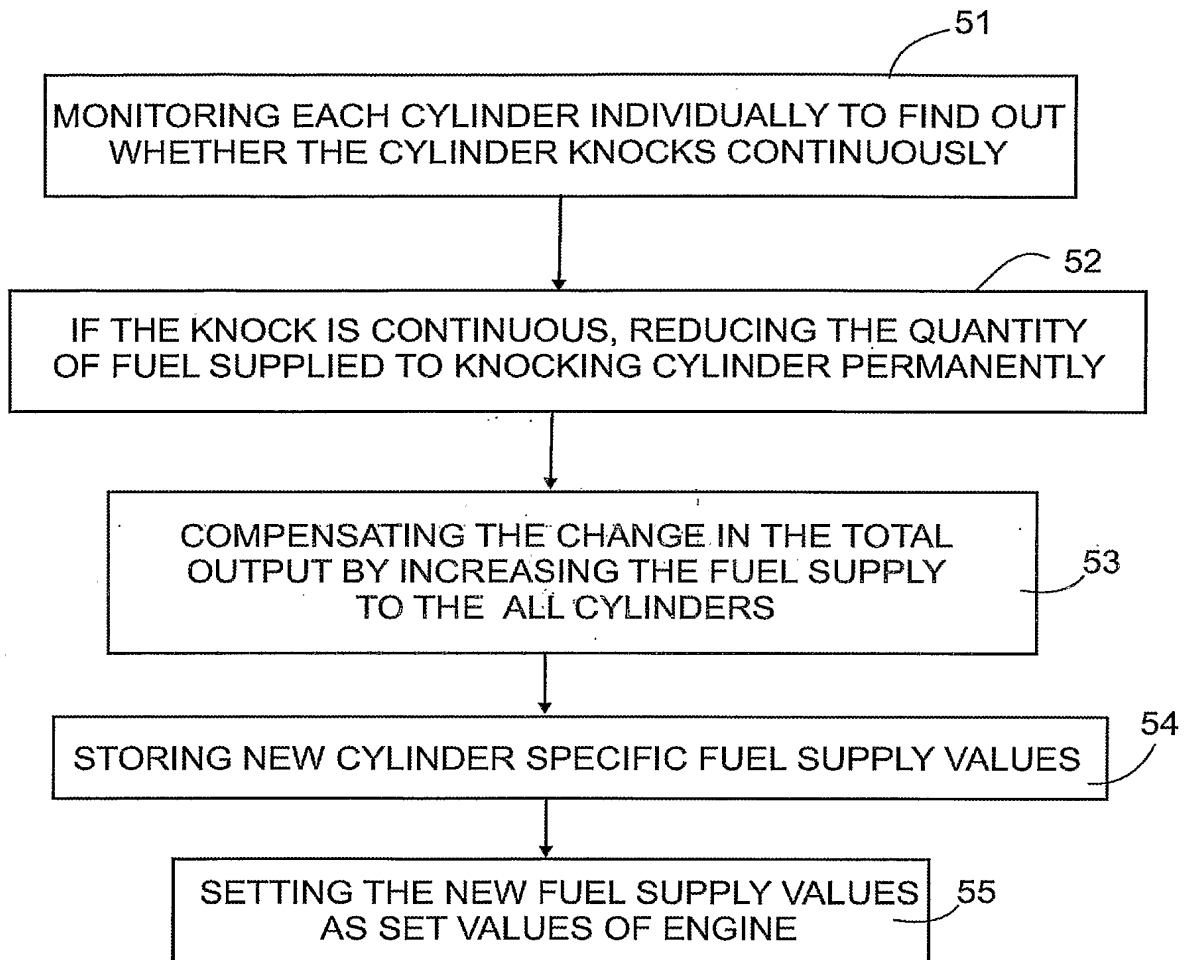 51
MONITORING EACH CYLINDER INDIVIDUALLY TO FIND OUT
WHETHER THE CYLINDER KNOCKS CONTINUOUSLY
52
IF THE KNOCK IS CONTINUOUS, REDUCING THE QUANTITY
OF FUEL SUPPLIED TO KNOCKING CYLINDER PERMANENTLY
COMPENSATING THE CHANGE IN THE TOTAL
OUTPUT BY INCREASING THE FUEL SUPPLY
TO THE ALL CYLINDERS
53
54
STORING NEW CYLINDER SPECIFIC FUEL SUPPLY VALUES
SETTING THE NEW FUEL SUPPLY VALUES
AS SET VALUES OF ENGINE
55